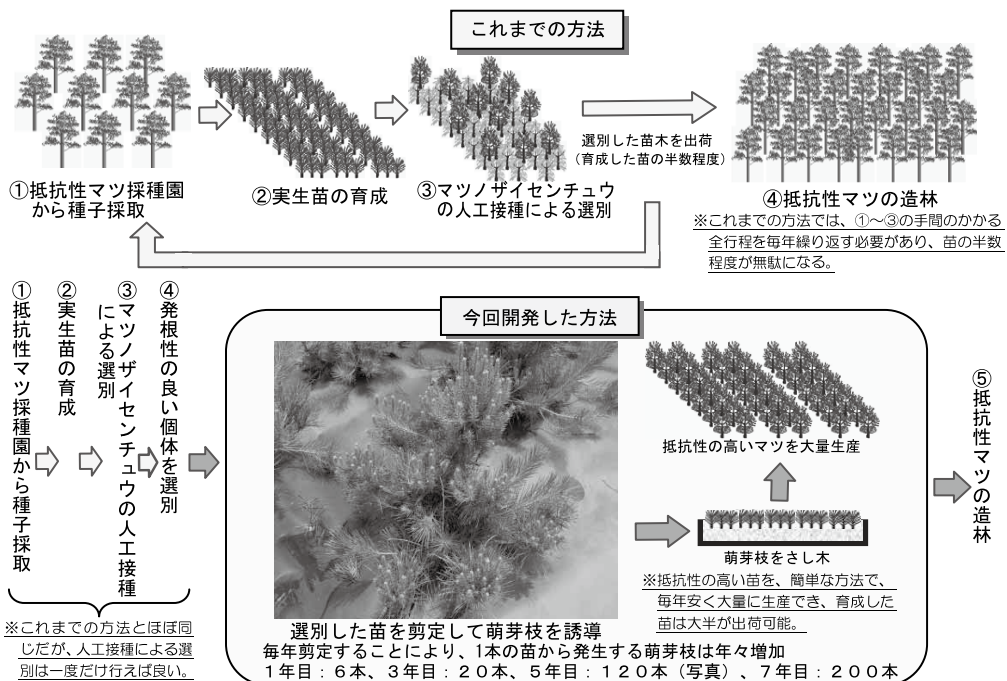 これまでの方法
①抵抗性マツ採種園
から種子採取
②実生苗の育成
③マツノザイセンチュウ
の人工接種による選別
選別した苗木を出荷
(育成した苗の半数程度)
④抵抗性マツの造林
※これまでの方法では、①～③の手間のかかる
全行程を毎年繰り返す必要があり、苗の半数
程度が無駄になる。
①抵抗性マツ採種園から種子採取
②実生苗の育成
③マツノザイセンチュウの人工接種
による選別
④発根性の良い個体を選別
※これまでの方法とほぼ同
じだが、人工接種による選
別は一度だけ行えば良い。
今回開発した方法
選別した苗を剪定して萌芽枝を誘導
毎年剪定することにより、1本の苗から発生する萌芽枝は年々増加
１年目：６本、３年目：２０本、５年目：１２０本（写真）、７年目：２００本
抵抗性の高いマツを大量生産
萌芽枝をさし木
※抵抗性の高い苗を、簡単な方法で、
毎年安く大量に生産でき、育成した
苗は大半が出荷可能。
⑤抵抗性マツの造林